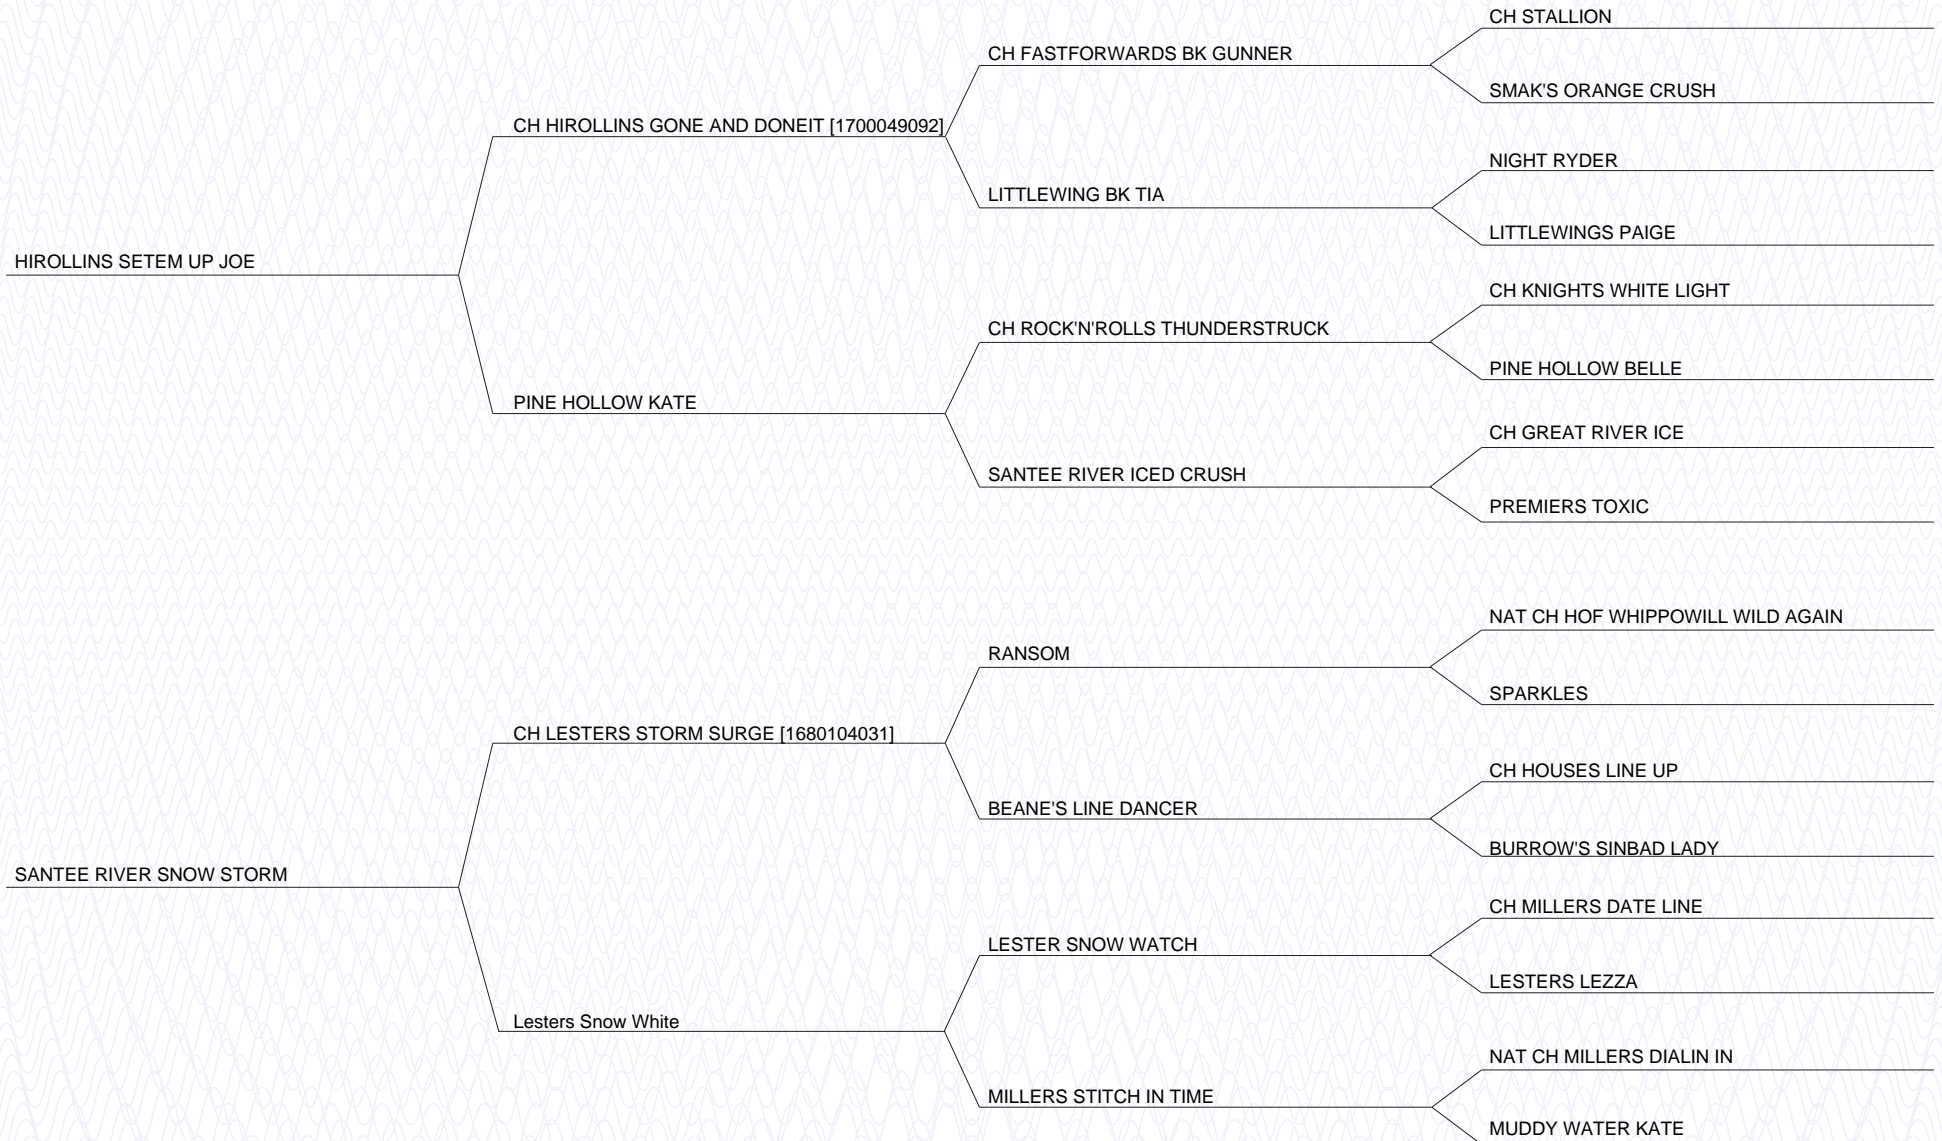 CH STALLION
CH FASTFORWARDS BK GUNNER
SMAK'S ORANGE CRUSH
CH HIROLLINS GONE AND DONEIT [1700049092]
NIGHT RYDER
LITTLEWING BK TIA
LITTLEWINGS PAIGE
HIROLLINS SETEM UP JOE
CH KNIGHTS WHITE LIGHT
CH ROCK'N'ROLLS THUNDERSTRUCK
PINE HOLLOW BELLE
PINE HOLLOW KATE
CH GREAT RIVER ICE
SANTEE RIVER ICED CRUSH
PREMIERS TOXIC
NAT CH HOF WHIPPOWILL WILD AGAIN
RANSOM
SPARKLES
CH LESTERS STORM SURGE [1680104031]
CH HOUSES LINE UP
BEANE'S LINE DANCER
BURROW'S SINBAD LADY
SANTEE RIVER SNOW STORM
CH MILLERS DATE LINE
LESTER SNOW WATCH
LESTERS LEZZA
Lesters Snow White
NAT CH MILLERS DIALIN IN
MILLERS STITCH IN TIME
MUDDY WATER KATE